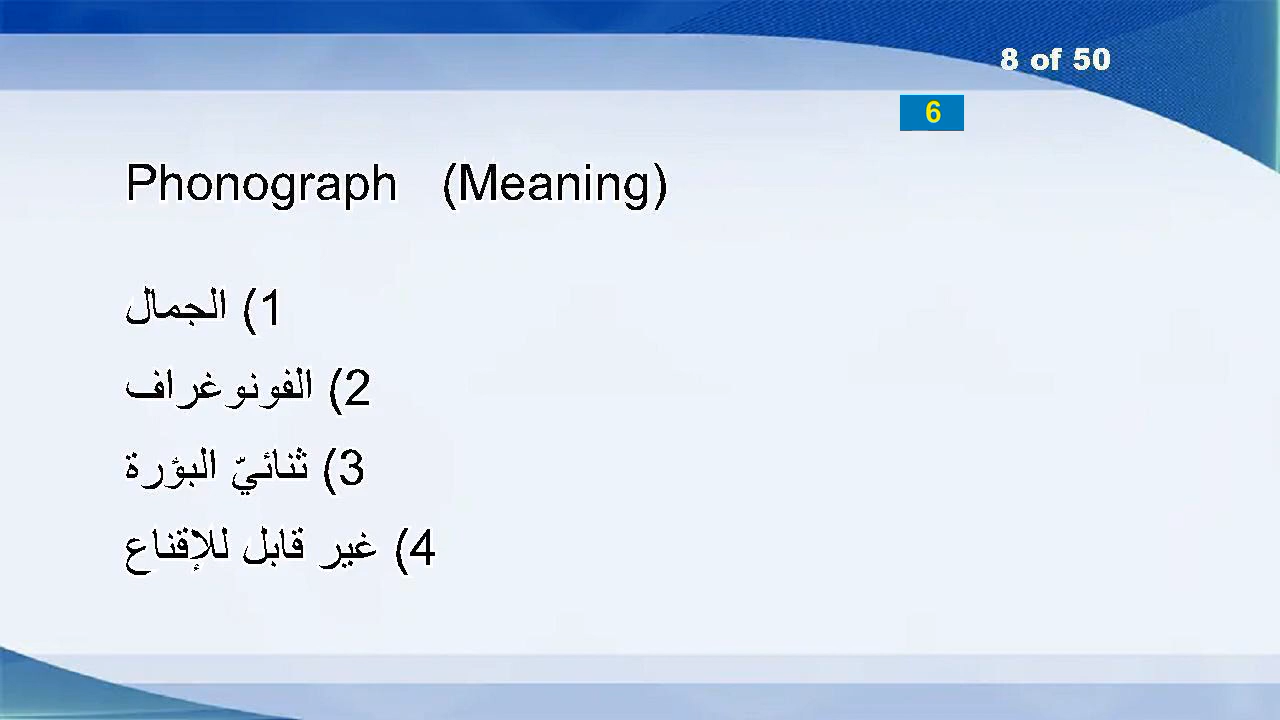 8 of 50
6
Phonograph (Meaning)
1) الجمال
2) الفونوغراف
3) ثنائيّ البؤرة
4) غير قابل للإقناع